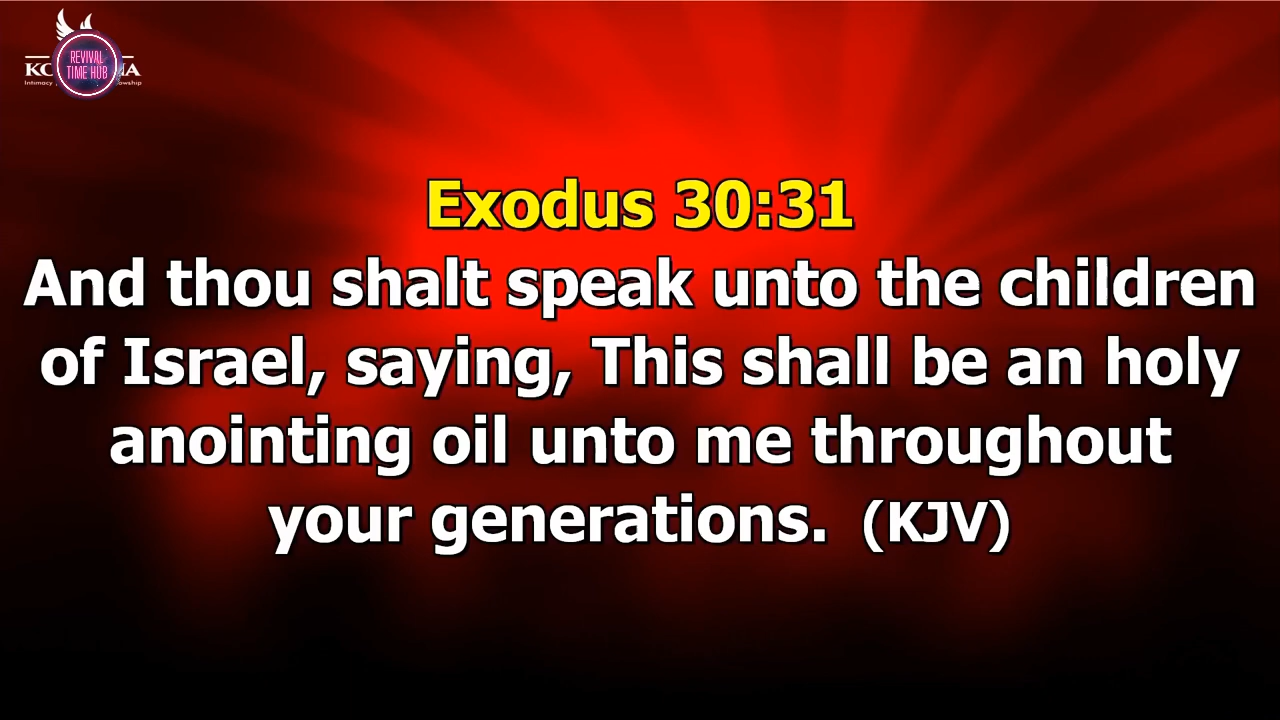 REVIVAL
TIME HUB
Exodus 30:31
And thou shalt speak unto the children
of Israel, saying, This shall be an holy
anointing oil unto me throughout
your generations. (KJV)